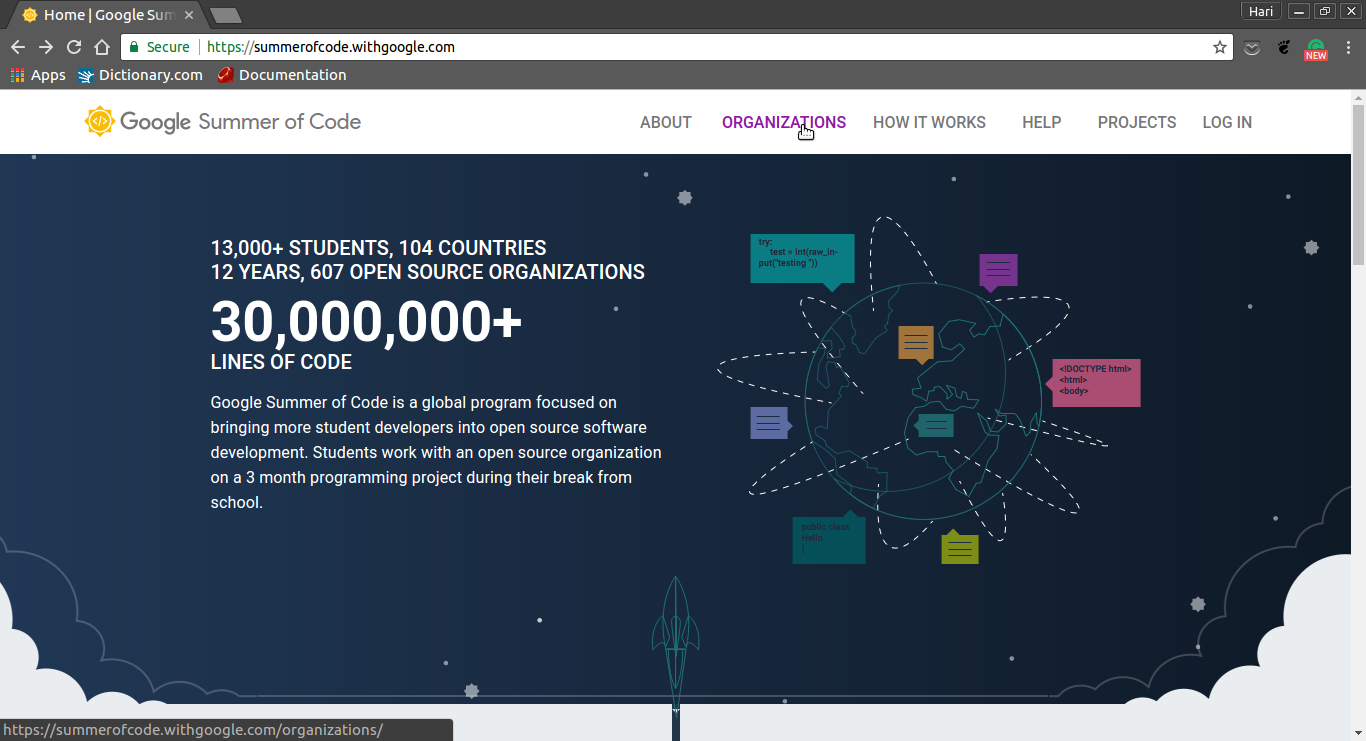 Home | Google Sum
Hari
Secure
https://summerofcode.withgoogle.com
NEW
Apps
Dictionary.com
Documentation
Google Summer of Code
ABOUT
ORGANIZATIONS
HOW IT WORKS
HELP
PROJECTS
LOG IN
13,000+ STUDENTS, 104 COUNTRIES
12 YEARS, 607 OPEN SOURCE ORGANIZATIONS
30,000,000+
LINES OF CODE
Google Summer of Code is a global program focused on
bringing more student developers into open source software
development. Students work with an open source organization
on a 3 month programming project during their break from
school.
try:
test = int(raw_in-
put("testing "))
<!DOCTYPE html>
<html>
<body>
public class
Hello
{
https://summerofcode.withgoogle.com/organizations/